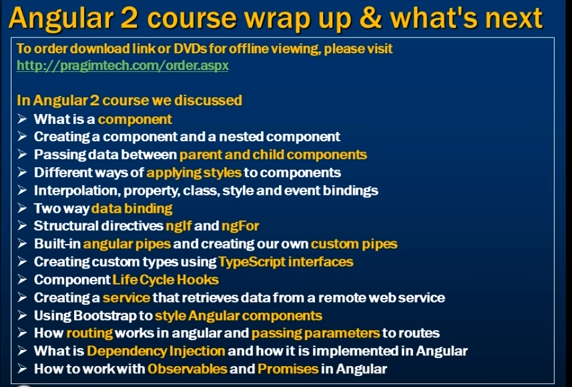 Angular 2 course wrap up & what's next
To order download link or DVDs for offline viewing, please visit
http://pragimtech.com/order.aspx
In Angular 2 course we discussed
➢ What is a component
➢ Creating a component and a nested component
➢ Passing data between parent and child components
➢ Different ways of applying styles to components
➢ Interpolation, property, class, style and event bindings
➢ Two way data binding
➢ Structural directives ngIf and ngFor
➢ Built-in angular pipes and creating our own custom pipes
➢ Creating custom types using TypeScript interfaces
➢ Component Life Cycle Hooks
➢ Creating a service that retrieves data from a remote web service
➢ Using Bootstrap to style Angular components
➢ How routing works in angular and passing parameters to routes
➢ What is Dependency Injection and how it is implemented in Angular
➢ How to work with Observables and Promises in Angular